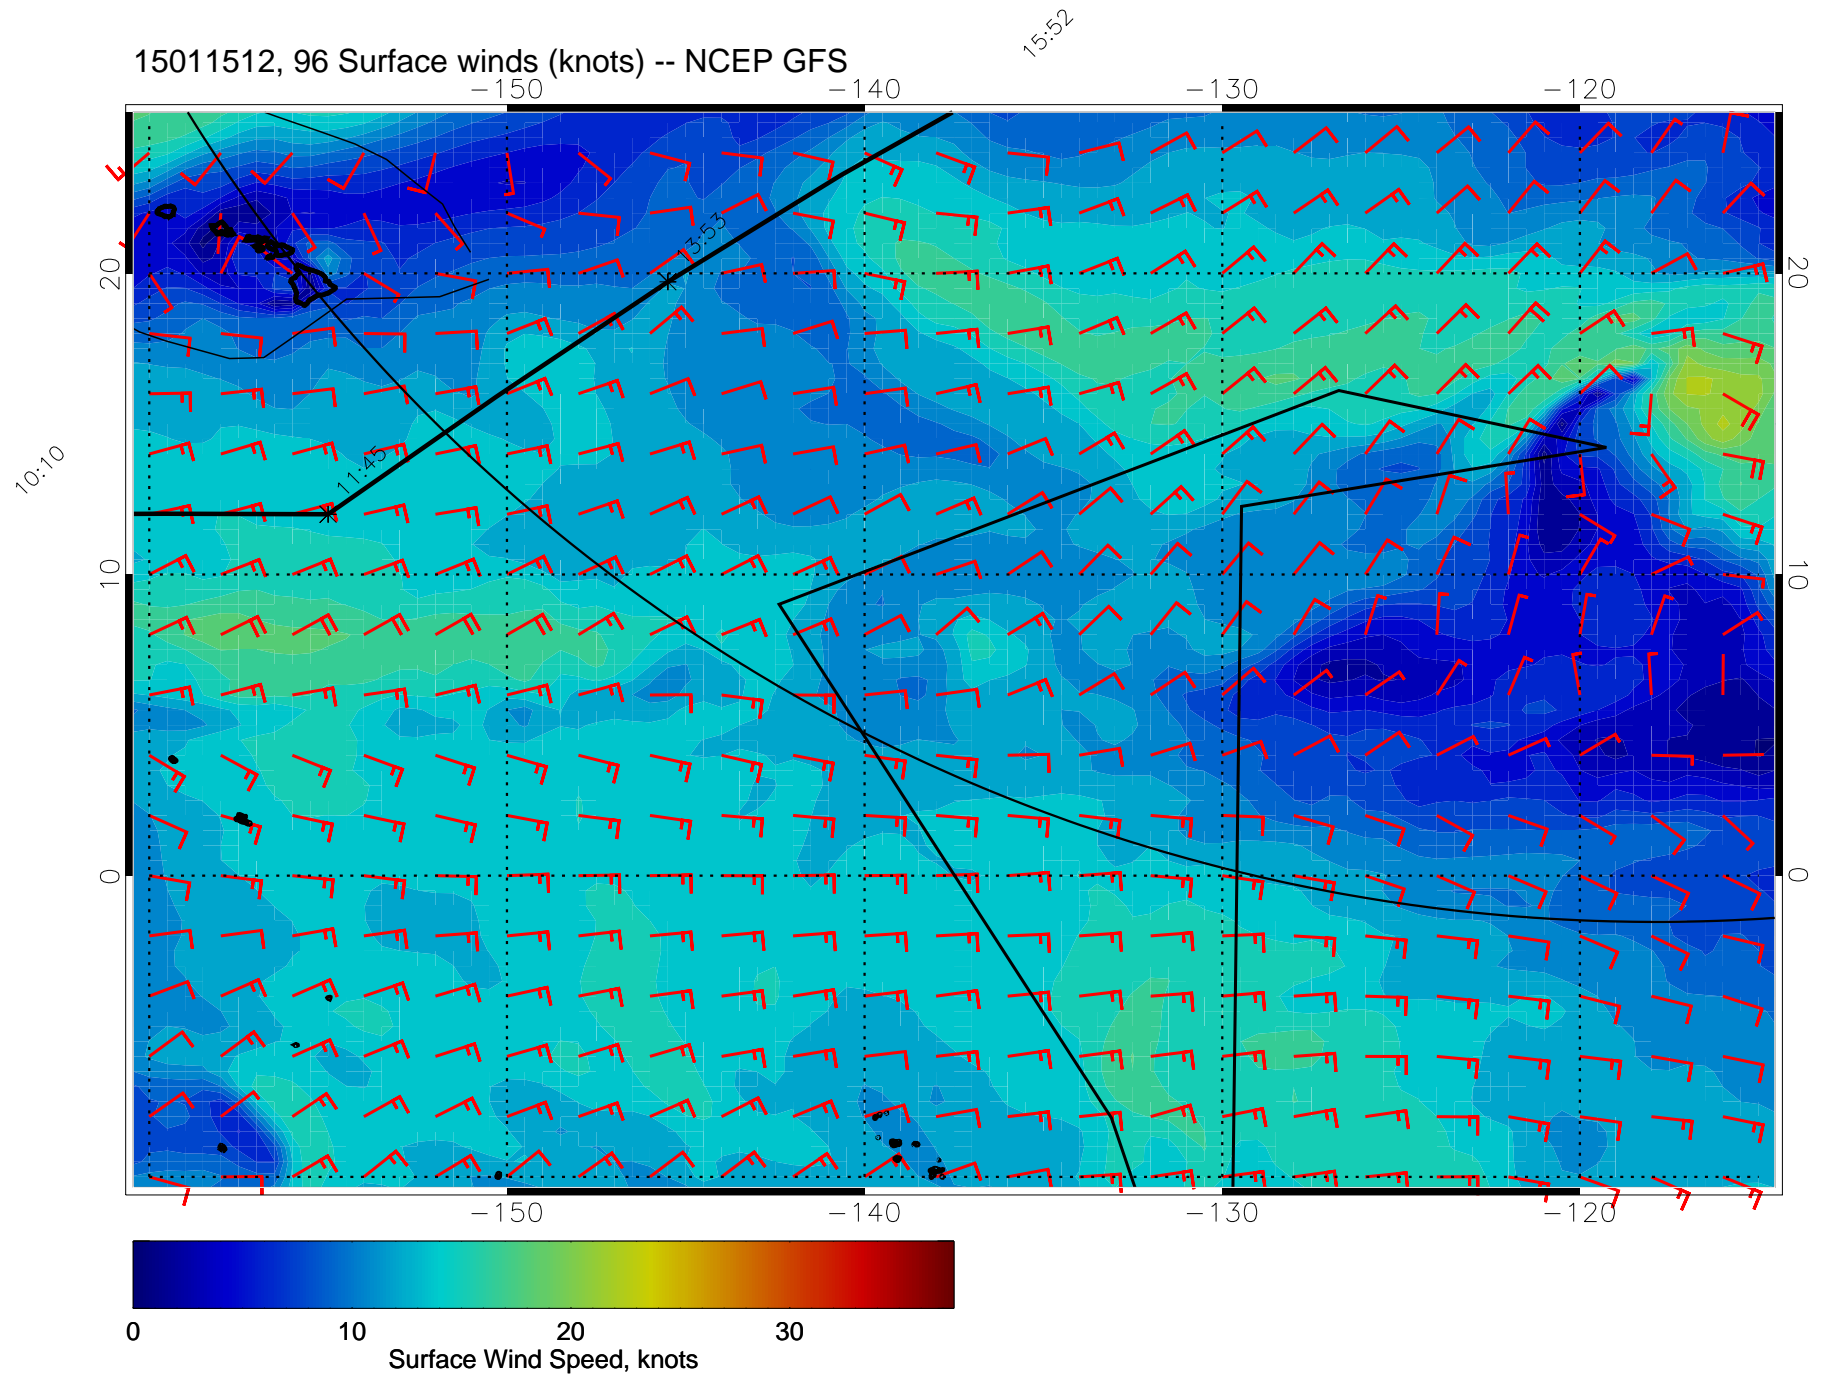 15:52
15011512, 96 Surface winds (knots) -- NCEP GFS
-150 -140 -130 -120
13:53
20 20
11:45
10:10
10 10
0 0
-150 -140 -130 -120
0 10 20 30
Surface Wind Speed, knots